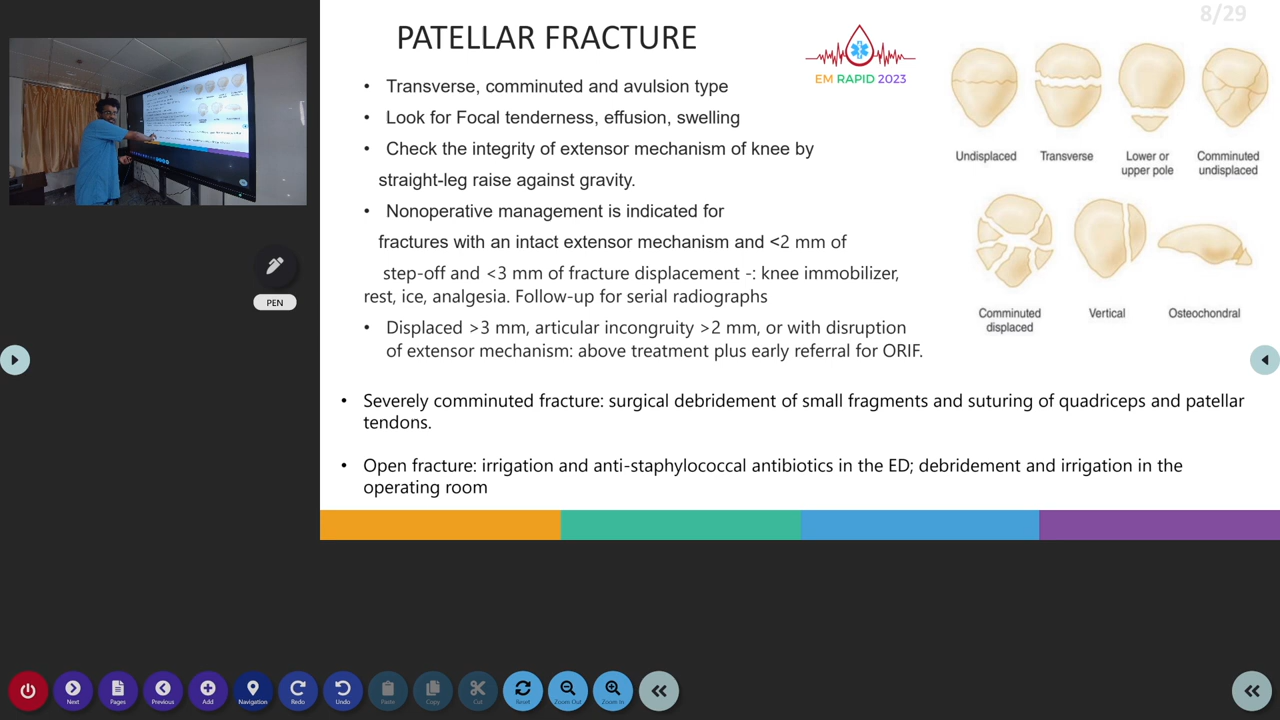 8/29
PATELLAR FRACTURE
EM RAPID 2023
• Transverse, comminuted and avulsion type
• Look for Focal tenderness, effusion, swelling
• Check the integrity of extensor mechanism of knee by
straight-leg raise against gravity.
• Nonoperative management is indicated for
fractures with an intact extensor mechanism and <2 mm of
step-off and <3 mm of fracture displacement -: knee immobilizer,
rest, ice, analgesia. Follow-up for serial radiographs
• Displaced >3 mm, articular incongruity >2 mm, or with disruption
of extensor mechanism: above treatment plus early referral for ORIF.
• Severely comminuted fracture: surgical debridement of small fragments and suturing of quadriceps and patellar
tendons.
• Open fracture: irrigation and anti-staphylococcal antibiotics in the ED; debridement and irrigation in the
operating room
Undisplaced
Transverse
Lower or
upper pole
Comminuted
undisplaced
Comminuted
displaced
Vertical
Osteochondral
PEN
Next
Pages
Previous
Add
Navigation
Redo
Undo
Paste
Copy
Cut
Reset
Zoom Out
Zoom In